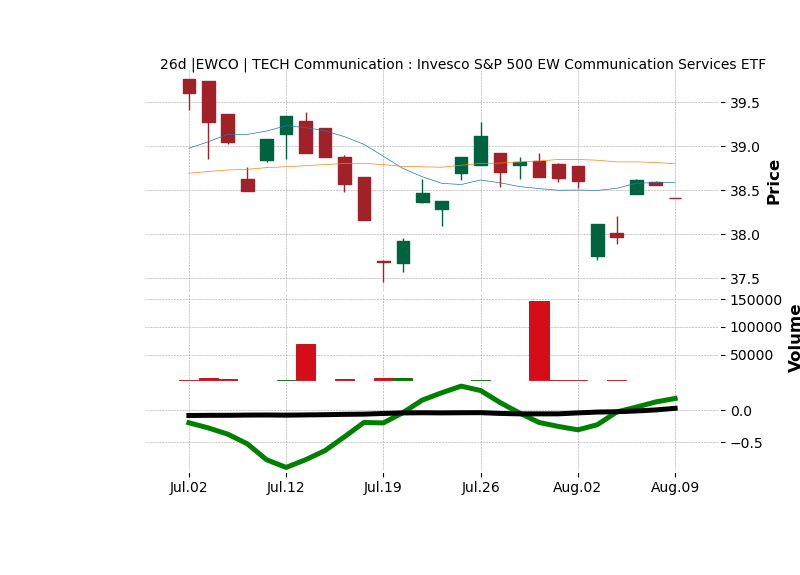 26d |EWCO | TECH Communication : Invesco S&P 500 EW Communication Services ETF
39.5
39.0
38.5
38.0
37.5
Price
150000
100000
50000
Volume
0.0
−0.5
Jul.02 Jul.12 Jul.19 Jul.26 Aug.02 Aug.09